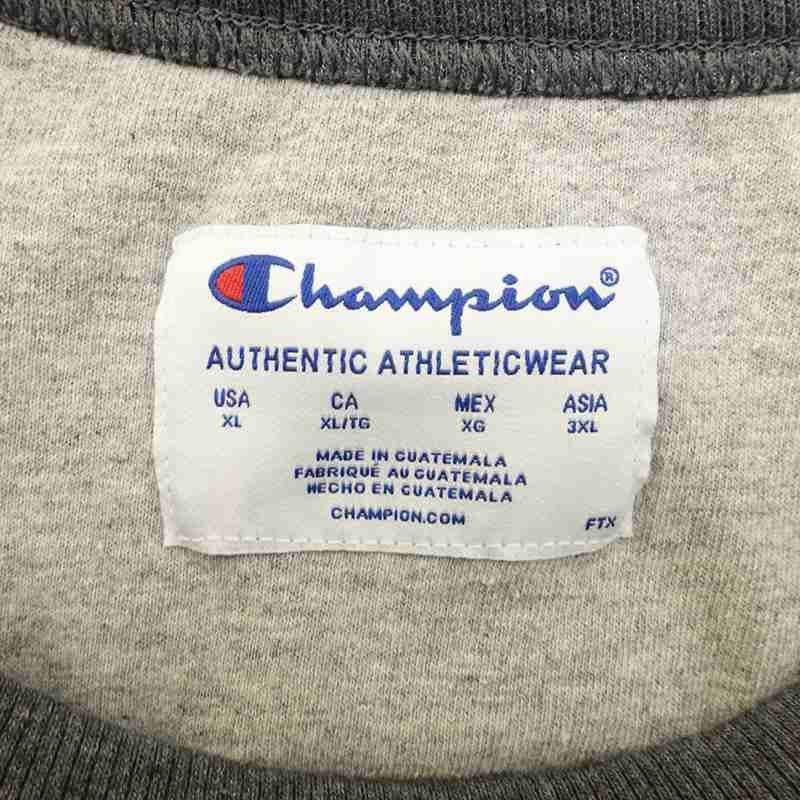 Champion®
AUTHENTIC ATHLETICWEAR
USA CA MEX ASIA
XL XL/TG XG 3XL
MADE IN GUATEMALA
FABRIQUÉ AU GUATEMALA
HECHO EN GUATEMALA
CHAMPION.COM
FTX